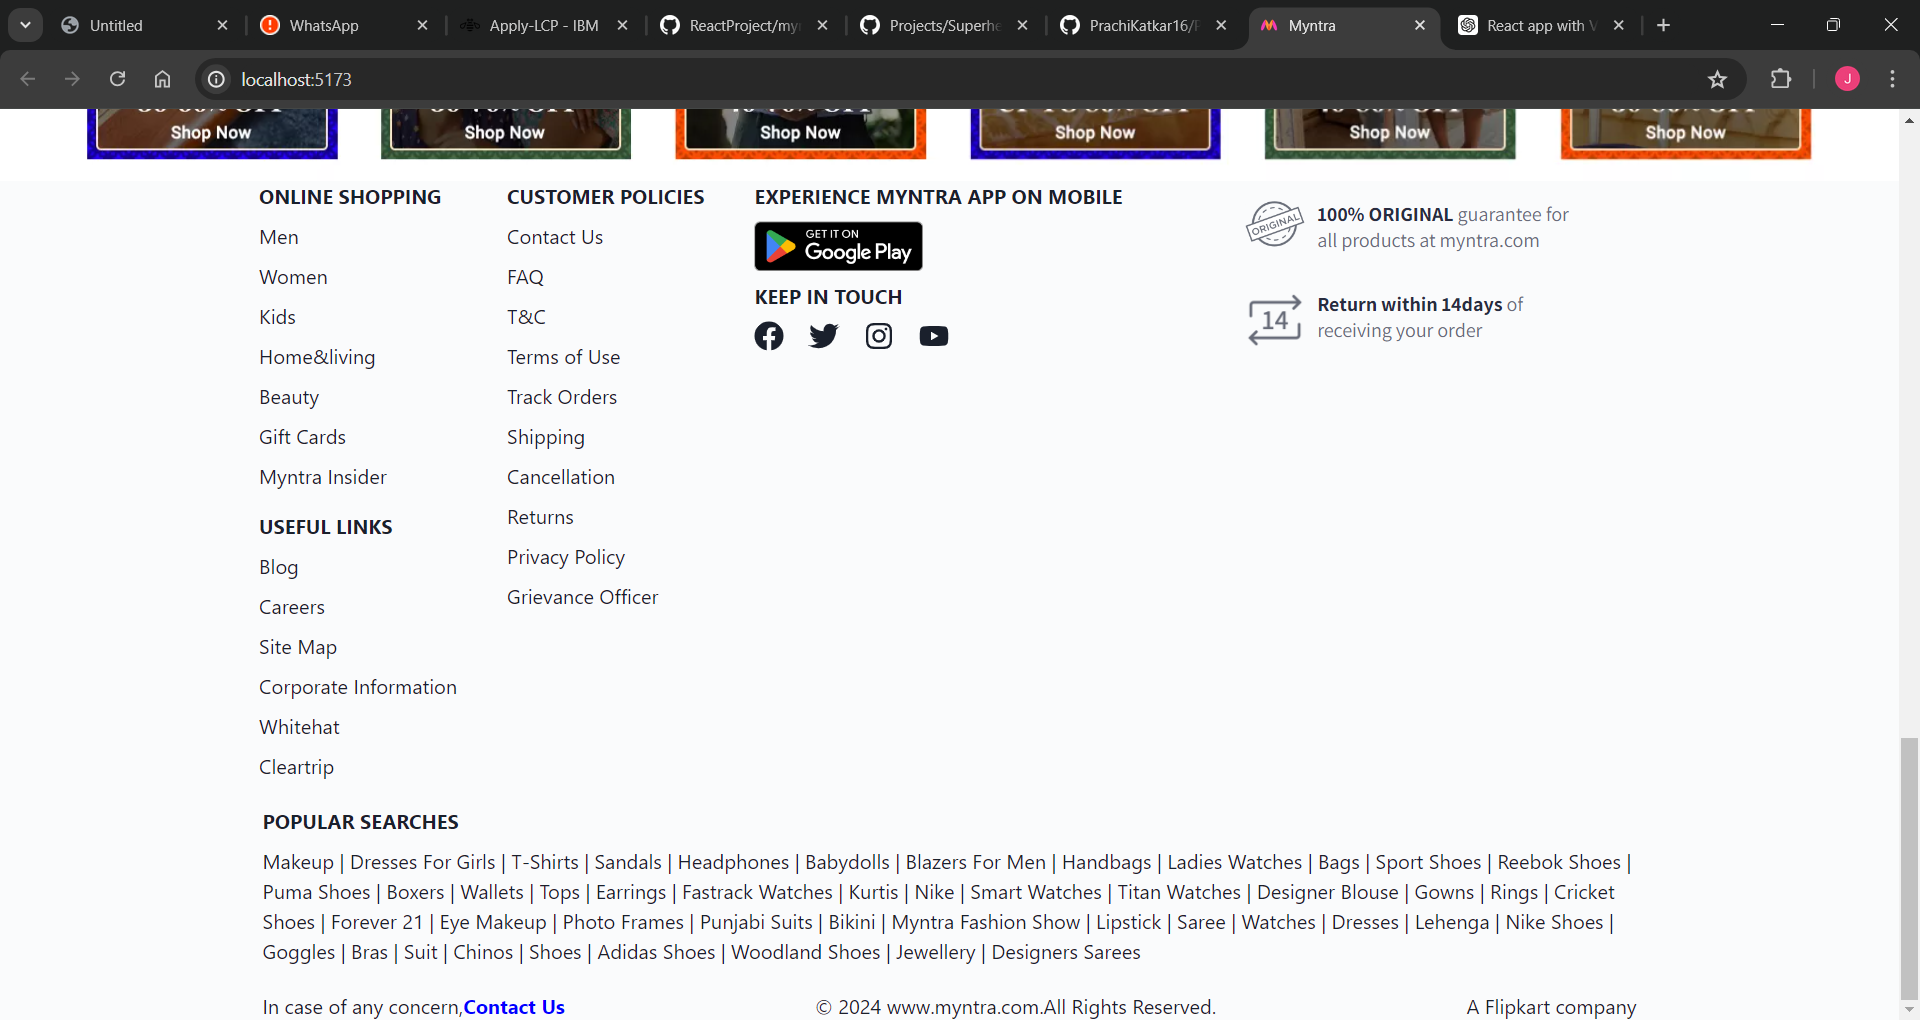 Untitled
WhatsApp
Apply-LCP - IBM
ReactProject/my
Projects/Superhe
PrachiKatkar16/
Myntra
React app with V
localhost:5173
J
Shop Now
Shop Now
Shop Now
Shop Now
Shop Now
Shop Now
ONLINE SHOPPING
Men
Women
Kids
Home&living
Beauty
Gift Cards
Myntra Insider
USEFUL LINKS
Blog
Careers
Site Map
Corporate Information
Whitehat
Cleartrip
CUSTOMER POLICIES
Contact Us
FAQ
T&C
Terms of Use
Track Orders
Shipping
Cancellation
Returns
Privacy Policy
Grievance Officer
EXPERIENCE MYNTRA APP ON MOBILE
GET IT ON
Google Play
KEEP IN TOUCH
ORIGINAL
100% ORIGINAL guarantee for
all products at myntra.com
14
Return within 14days of
receiving your order
POPULAR SEARCHES
Makeup | Dresses For Girls | T-Shirts | Sandals | Headphones | Babydolls | Blazers For Men | Handbags | Ladies Watches | Bags | Sport Shoes | Reebok Shoes |
Puma Shoes | Boxers | Wallets | Tops | Earrings | Fastrack Watches | Kurtis | Nike | Smart Watches | Titan Watches | Designer Blouse | Gowns | Rings | Cricket
Shoes | Forever 21 | Eye Makeup | Photo Frames | Punjabi Suits | Bikini | Myntra Fashion Show | Lipstick | Saree | Watches | Dresses | Lehenga | Nike Shoes |
Goggles | Bras | Suit | Chinos | Shoes | Adidas Shoes | Woodland Shoes | Jewellery | Designers Sarees
In case of any concern,Contact Us
© 2024 www.myntra.com.All Rights Reserved.
A Flipkart company